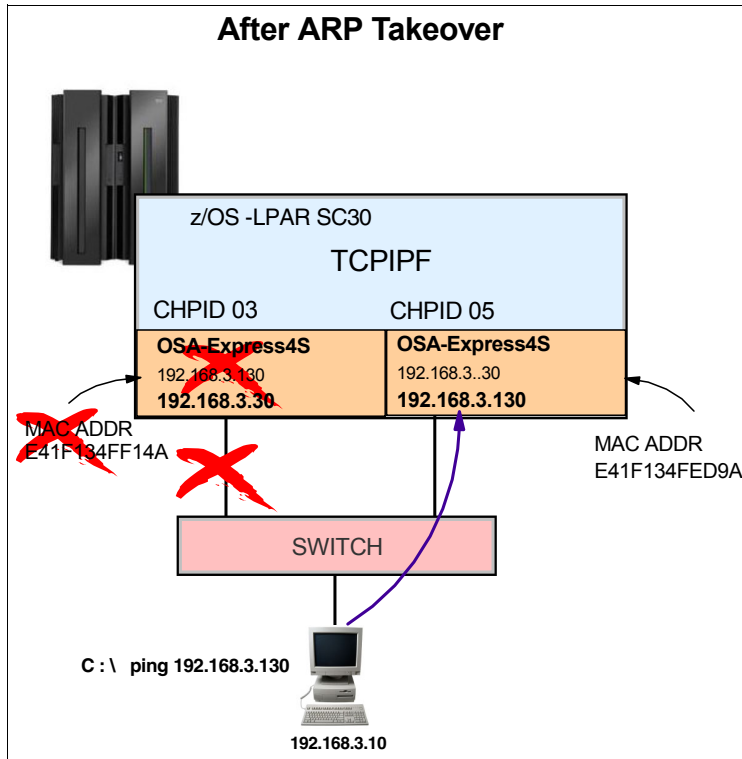 After ARP Takeover
z/OS -LPAR SC30
TCPIPF
CHPID 03
CHPID 05
OSA-Express4S
192.168.3.130
192.168.3.30
OSA-Express4S
192.168.3..30
192.168.3.130
MAC ADDR
E41F134FF14A
MAC ADDR
E41F134FED9A
SWITCH
C : \ ping 192.168.3.130
192.168.3.10